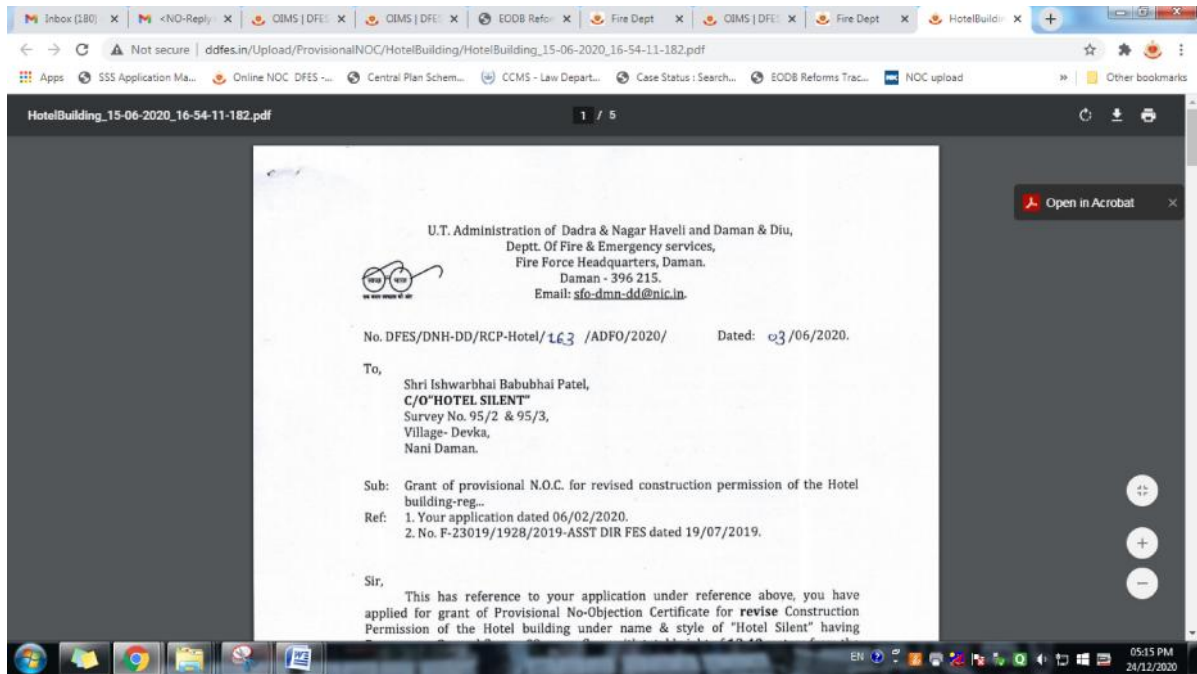 Inbox (180)
<NO-Reply
OIMS | DFES
OIMS | DFES
EODB Refor
Fire Dept
OIMS | DFES
Fire Dept
HotelBuildin
Not secure | ddfes.in/Upload/ProvisionalNOC/HotelBuilding/HotelBuilding_15-06-2020_16-54-11-182.pdf
Apps SSS Application Ma... Online NOC DFES -... Central Plan Schem... CCMS - Law Depart... Case Status : Search... EODB Reforms Trac... NOC upload » Other bookmarks
HotelBuilding_15-06-2020_16-54-11-182.pdf 1 / 5
Open in Acrobat
U.T. Administration of Dadra & Nagar Haveli and Daman & Diu,
Deptt. Of Fire & Emergency services,
Fire Force Headquarters, Daman.
Daman - 396 215.
Email: sfo-dmn-dd@nic.in.
No. DFES/DNH-DD/RCP-Hotel/163 /ADFO/2020/ Dated: 03/06/2020.
To,
Shri Ishwarbhai Babubhai Patel,
C/O"HOTEL SILENT"
Survey No. 95/2 & 95/3,
Village- Devka,
Nani Daman.
Sub: Grant of provisional N.O.C. for revised construction permission of the Hotel
building-reg...
Ref: 1. Your application dated 06/02/2020.
2. No. F-23019/1928/2019-ASST DIR FES dated 19/07/2019.
Sir,
This has reference to your application under reference above, you have
applied for grant of Provisional No-Objection Certificate for revise Construction
Permission of the Hotel building under name & style of "Hotel Silent" having
EN
05:15 PM
24/12/2020